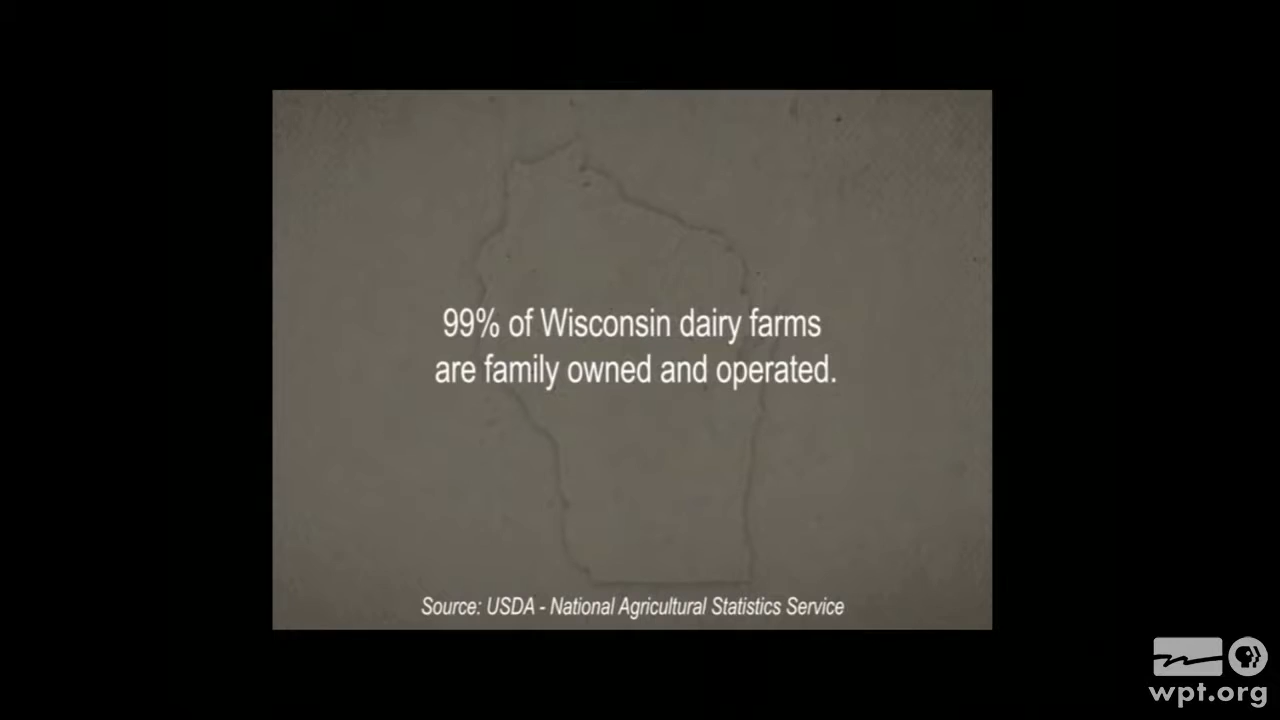 99% of Wisconsin dairy farms
are family owned and operated.
Source: USDA - National Agricultural Statistics Service
wpt.org